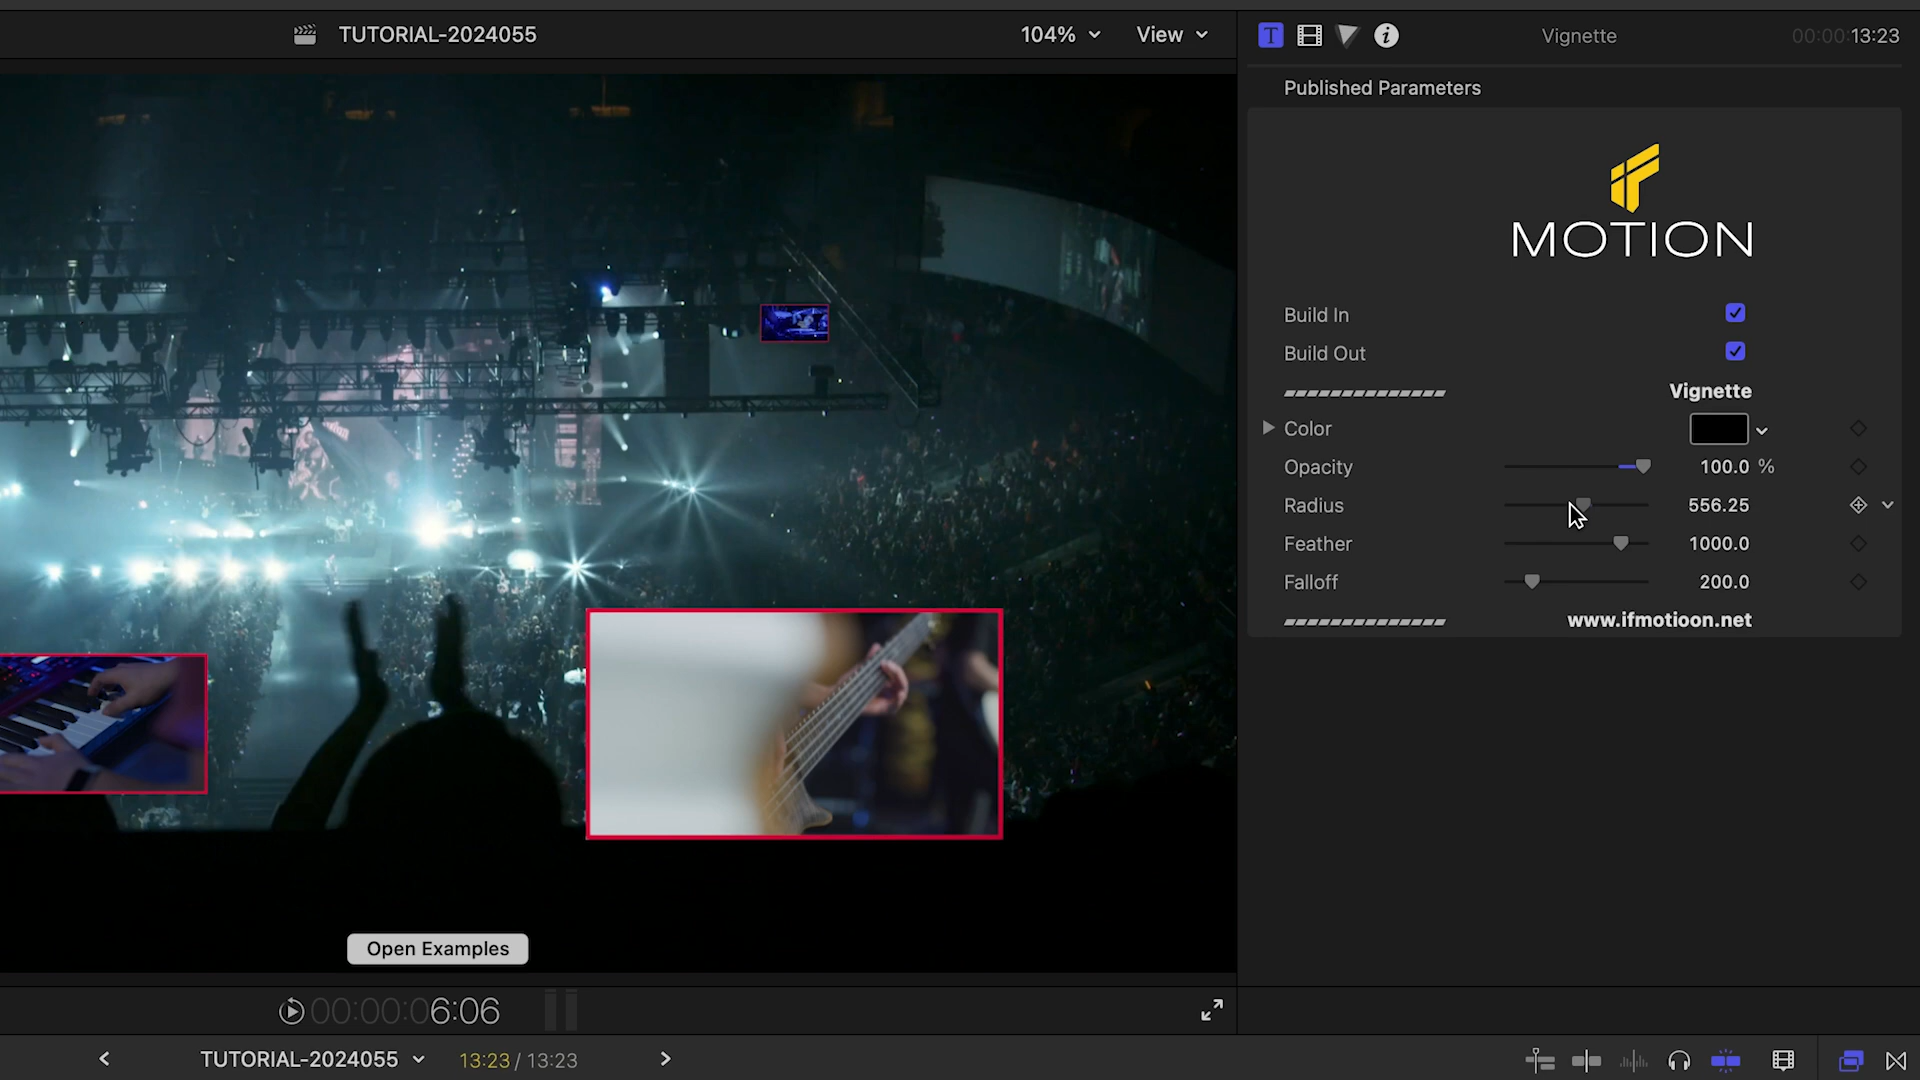 TUTORIAL-2024055
104%
View
T
i
Vignette
00:00:13:23
Published Parameters
MOTION
Build In
Build Out
Vignette
Color
Opacity
100.0 %
Radius
556.25
Feather
1000.0
Falloff
200.0
www.ifmotioon.net
Open Examples
00:00:06:06
TUTORIAL-2024055
13:23 / 13:23